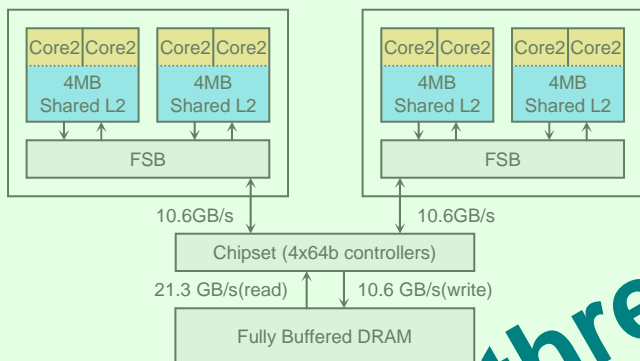 Core2 Core2 Core2 Core2 Core2 Core2 Core2 Core2
4MB 4MB 4MB 4MB
Shared L2 Shared L2 Shared L2 Shared L2
FSB FSB
10.6GB/s 10.6GB/s
Chipset (4x64b controllers)
21.3 GB/s(read) 10.6 GB/s(write)
Fully Buffered DRAM
thre